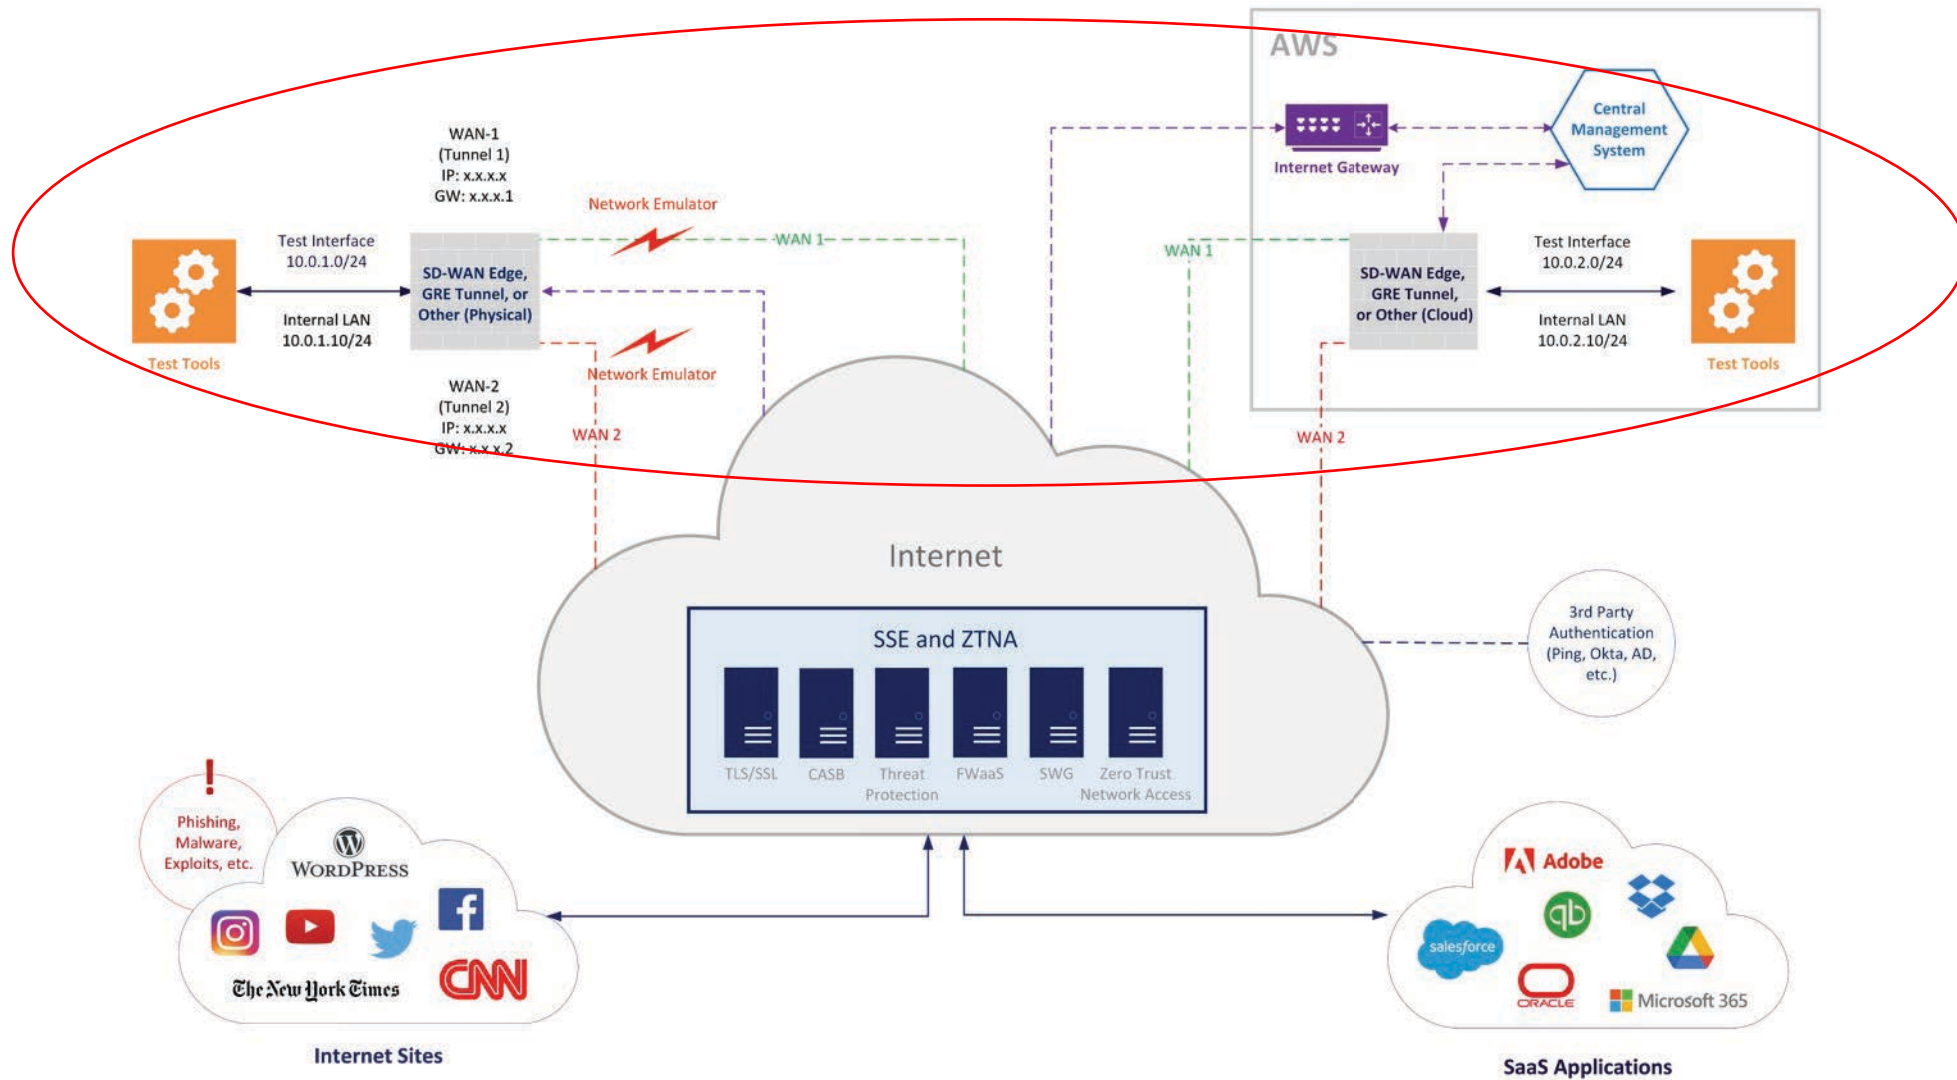 AWS
Central
Management
System
Internet Gateway
WAN-1
(Tunnel 1)
IP: x.x.x.x
GW: x.x.x.1
Network Emulator
WAN 1
WAN 1
Test Interface
10.0.1.0/24
SD-WAN Edge,
GRE Tunnel, or
Other (Physical)
Internal LAN
10.0.1.10/24
Test Tools
Network Emulator
WAN-2
(Tunnel 2)
IP: x.x.x.x
GW: x.x.x.2
WAN 2
SD-WAN Edge,
GRE Tunnel,
or Other (Cloud)
Test Interface
10.0.2.0/24
Internal LAN
10.0.2.10/24
Test Tools
WAN 2
Internet
SSE and ZTNA
TLS/SSL
CASB
Threat
Protection
FWaaS
SWG
Zero Trust
Network Access
3rd Party
Authentication
(Ping, Okta, AD,
etc.)
!
Phishing,
Malware,
Exploits, etc.
WORDPRESS
The New York Times
CNN
Internet Sites
Adobe
qb
salesforce
ORACLE
Microsoft 365
SaaS Applications